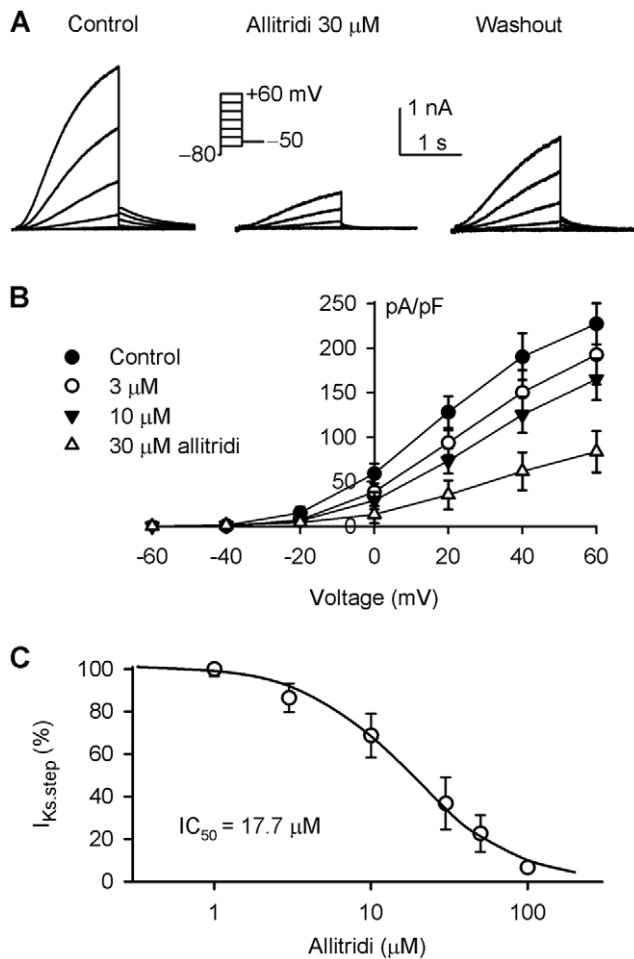 A
Control Allitridi 30 μM Washout
+60 mV
−50
−80
1 nA
1 s
B
pA/pF
250
200
150
100
50
0
Control
3 μM
10 μM
30 μM allitridi
-60 -40 -20 0 20 40 60
Voltage (mV)
C
100
80
60
40
20
0
IKs.step (%)
IC50 = 17.7 μM
1 10 100
Allitridi (μM)